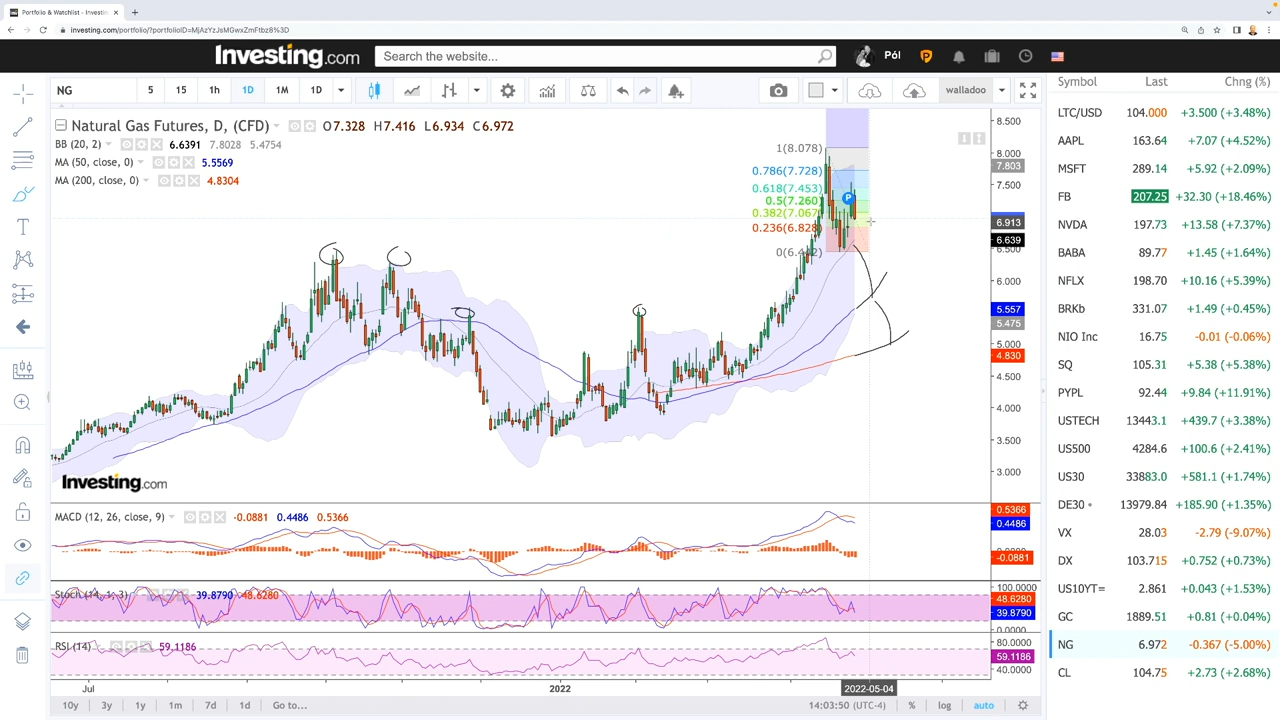 Portfolio & Watchlist - Investin
investing.com/portfolio/?portfolioID=MjAzYzJsMGwxZmFtbz8%3D
Investing.com
Search the website...
Pól
NG
5 15 1h 1D 1M 1D
walladoo
Natural Gas Futures, D, (CFD)
O7.328 H7.416 L6.934 C6.972
BB (20, 2) 6.6391 7.8028 5.4754
MA (50, close, 0) 5.5569
MA (200, close, 0) 4.8304
1(8.078)
0.786(7.728)
0.618(7.453)
0.5(7.260)
0.382(7.067)
0.236(6.828)
0(6.442)
P
8.500
8.000
7.803
7.500
6.913
6.639
6.500
6.000
5.557
5.475
5.000
4.830
4.500
4.000
3.500
3.000
Investing.com
MACD (12, 26, close, 9) -0.0881 0.4486 0.5366
0.5366
0.4486
-0.0881
Stoch (14, 1, 3) 39.8790 48.6280
100.0000
48.6280
39.8790
0.0000
RSI (14) 59.1186
80.0000
59.1186
40.0000
Jul 2022 2022-05-04
10y 3y 1y 1m 7d 1d Go to...
14:03:50 (UTC-4) % log auto
Symbol Last Chng (%)
LTC/USD 104.000 +3.500 (+3.48%)
AAPL 163.64 +7.07 (+4.52%)
MSFT 289.14 +5.92 (+2.09%)
FB 207.25 +32.30 (+18.46%)
NVDA 197.73 +13.58 (+7.37%)
BABA 89.77 +1.45 (+1.64%)
NFLX 198.70 +10.16 (+5.39%)
BRKb 331.07 +1.49 (+0.45%)
NIO Inc 16.75 -0.01 (-0.06%)
SQ 105.31 +5.38 (+5.38%)
PYPL 92.44 +9.84 (+11.91%)
USTECH 13443.1 +439.7 (+3.38%)
US500 4284.6 +100.6 (+2.41%)
US30 33883.0 +581.1 (+1.74%)
DE30 13979.84 +185.90 (+1.35%)
VX 28.03 -2.79 (-9.07%)
DX 103.715 +0.752 (+0.73%)
US10YT= 2.861 +0.043 (+1.53%)
GC 1889.51 +0.81 (+0.04%)
NG 6.972 -0.367 (-5.00%)
CL 104.75 +2.73 (+2.68%)